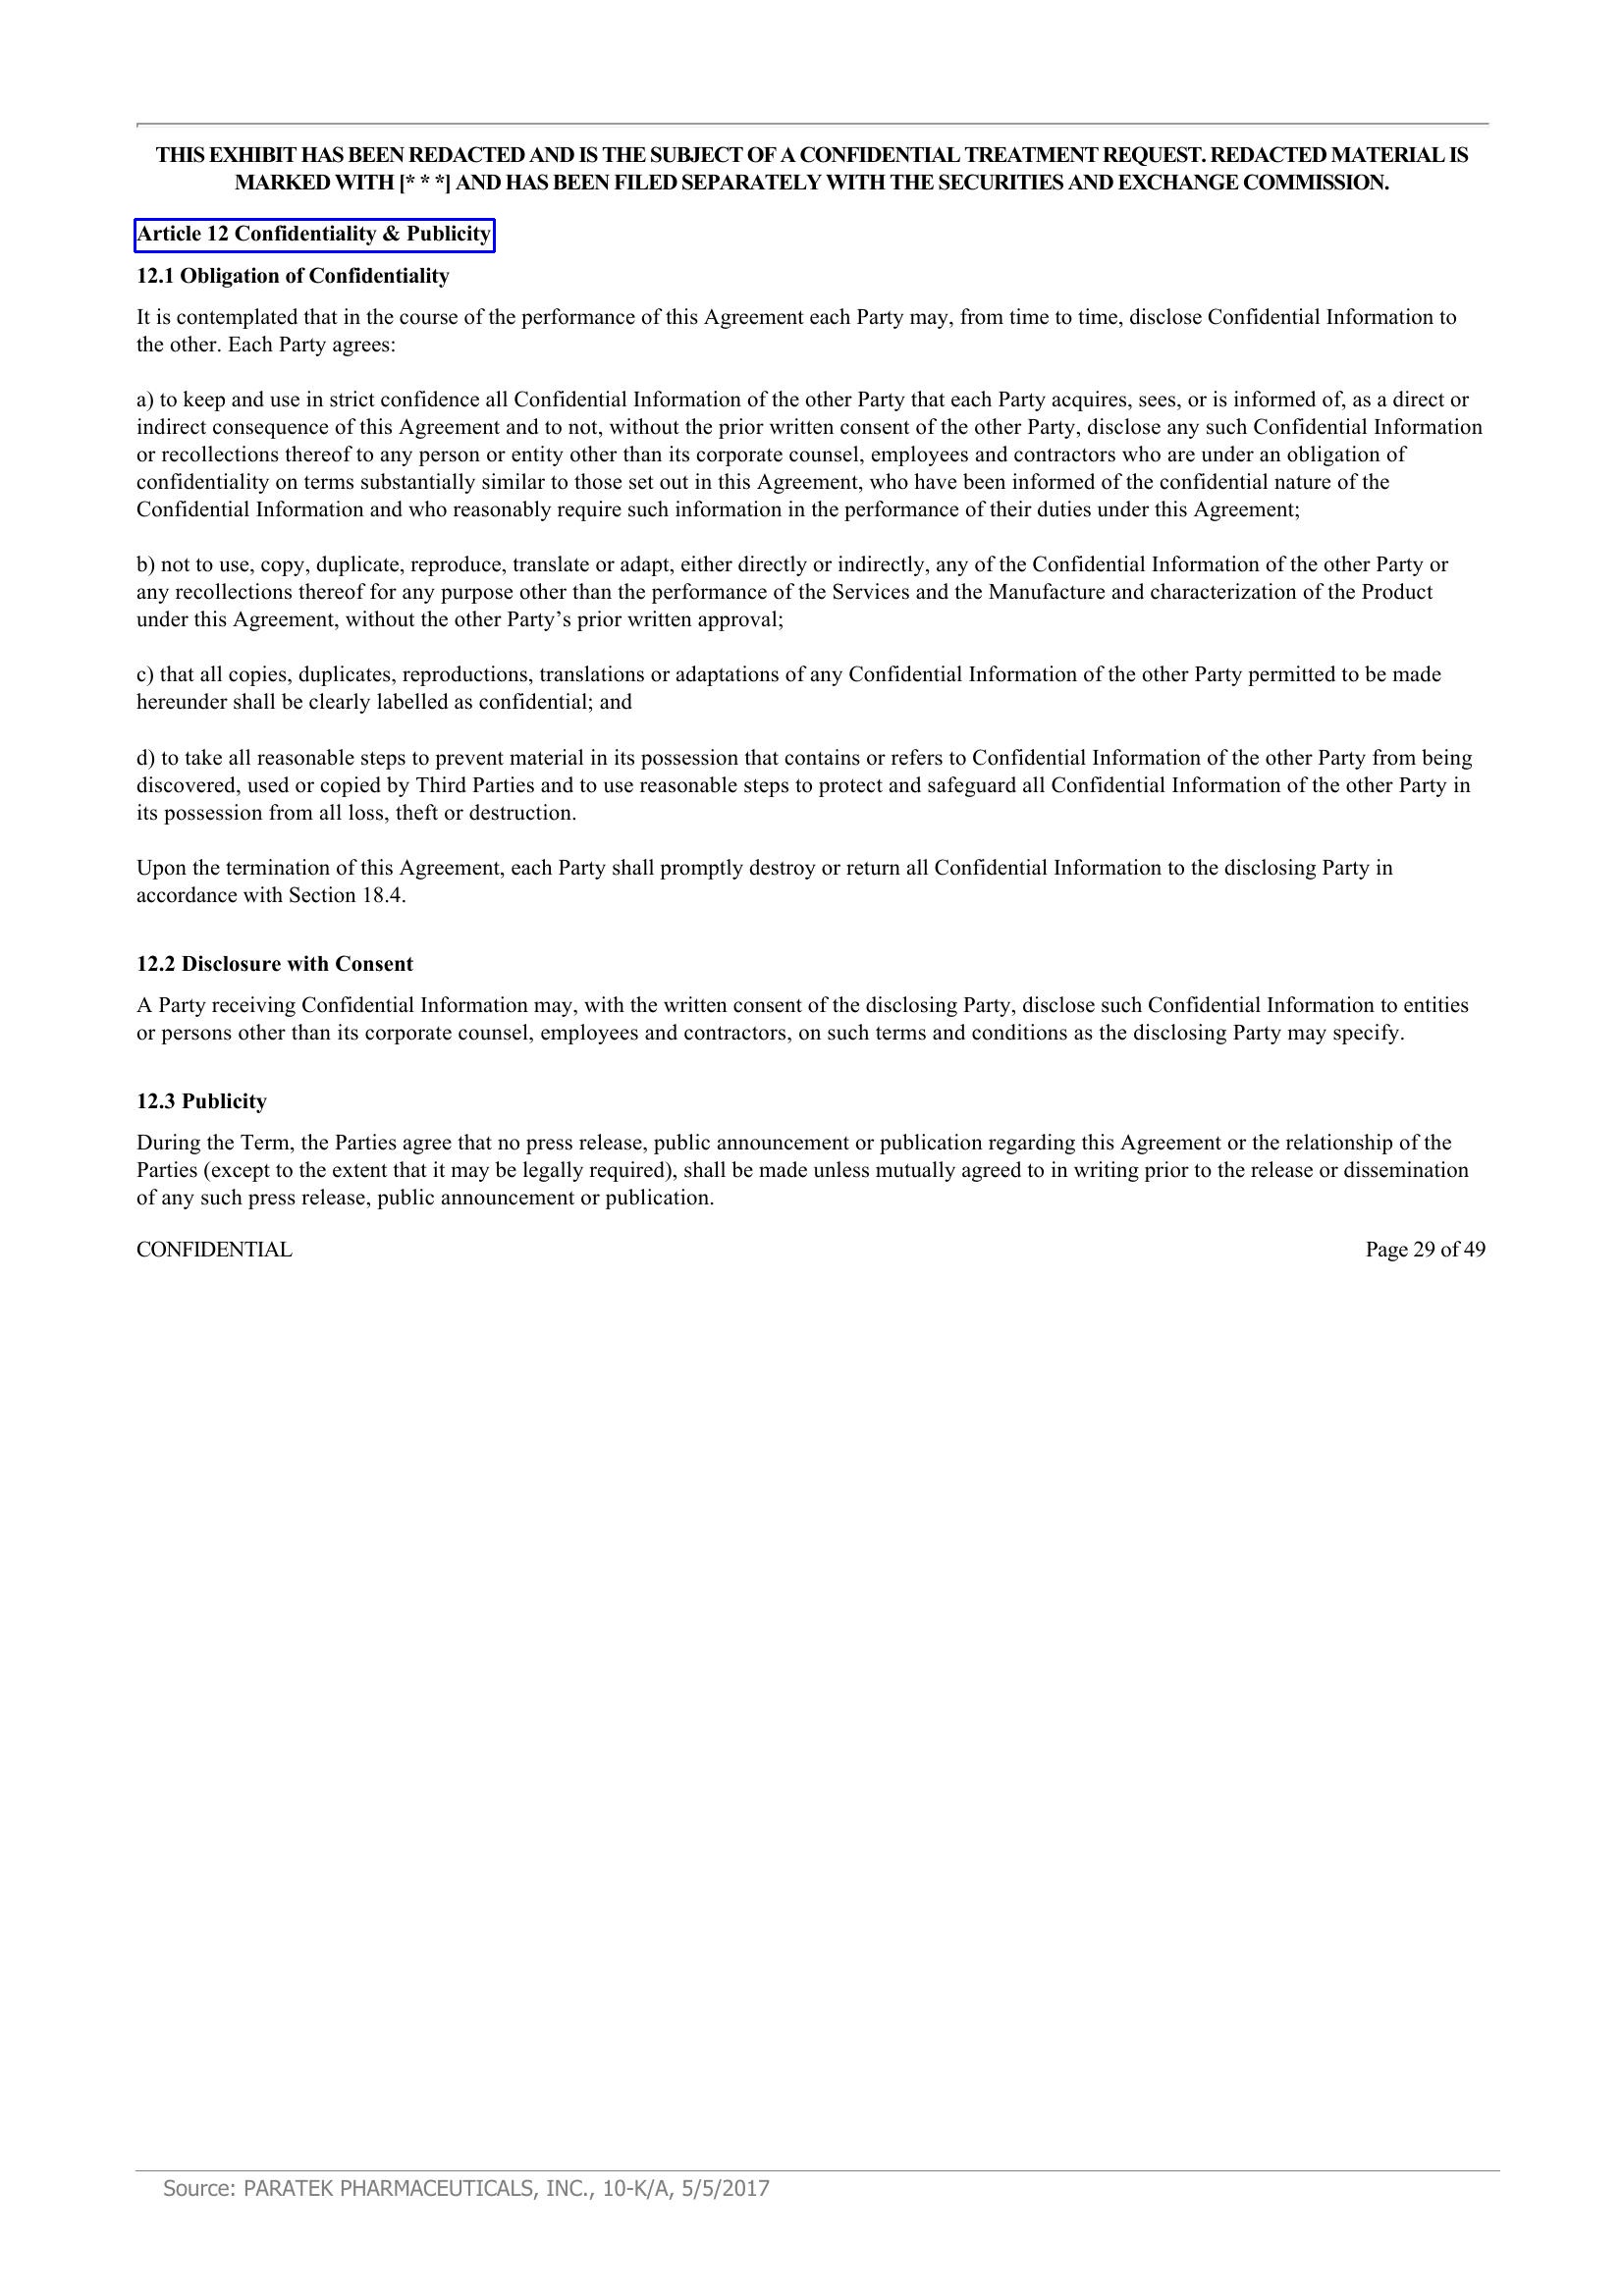 THIS EXHIBIT HAS BEEN REDACTED AND IS THE SUBJECT OF A CONFIDENTIAL TREATMENT REQUEST. REDACTED MATERIAL IS
MARKED WITH [* * *] AND HAS BEEN FILED SEPARATELY WITH THE SECURITIES AND EXCHANGE COMMISSION.
Article 12 Confidentiality & Publicity
12.1 Obligation of Confidentiality
It is contemplated that in the course of the performance of this Agreement each Party may, from time to time, disclose Confidential Information to
the other. Each Party agrees:
a) to keep and use in strict confidence all Confidential Information of the other Party that each Party acquires, sees, or is informed of, as a direct or
indirect consequence of this Agreement and to not, without the prior written consent of the other Party, disclose any such Confidential Information
or recollections thereof to any person or entity other than its corporate counsel, employees and contractors who are under an obligation of
confidentiality on terms substantially similar to those set out in this Agreement, who have been informed of the confidential nature of the
Confidential Information and who reasonably require such information in the performance of their duties under this Agreement;
b) not to use, copy, duplicate, reproduce, translate or adapt, either directly or indirectly, any of the Confidential Information of the other Party or
any recollections thereof for any purpose other than the performance of the Services and the Manufacture and characterization of the Product
under this Agreement, without the other Party’s prior written approval;
c) that all copies, duplicates, reproductions, translations or adaptations of any Confidential Information of the other Party permitted to be made
hereunder shall be clearly labelled as confidential; and
d) to take all reasonable steps to prevent material in its possession that contains or refers to Confidential Information of the other Party from being
discovered, used or copied by Third Parties and to use reasonable steps to protect and safeguard all Confidential Information of the other Party in
its possession from all loss, theft or destruction.
Upon the termination of this Agreement, each Party shall promptly destroy or return all Confidential Information to the disclosing Party in
accordance with Section 18.4.
12.2 Disclosure with Consent
A Party receiving Confidential Information may, with the written consent of the disclosing Party, disclose such Confidential Information to entities
or persons other than its corporate counsel, employees and contractors, on such terms and conditions as the disclosing Party may specify.
12.3 Publicity
During the Term, the Parties agree that no press release, public announcement or publication regarding this Agreement or the relationship of the
Parties (except to the extent that it may be legally required), shall be made unless mutually agreed to in writing prior to the release or dissemination
of any such press release, public announcement or publication.
CONFIDENTIAL Page 29 of 49
Source: PARATEK PHARMACEUTICALS, INC., 10-K/A, 5/5/2017